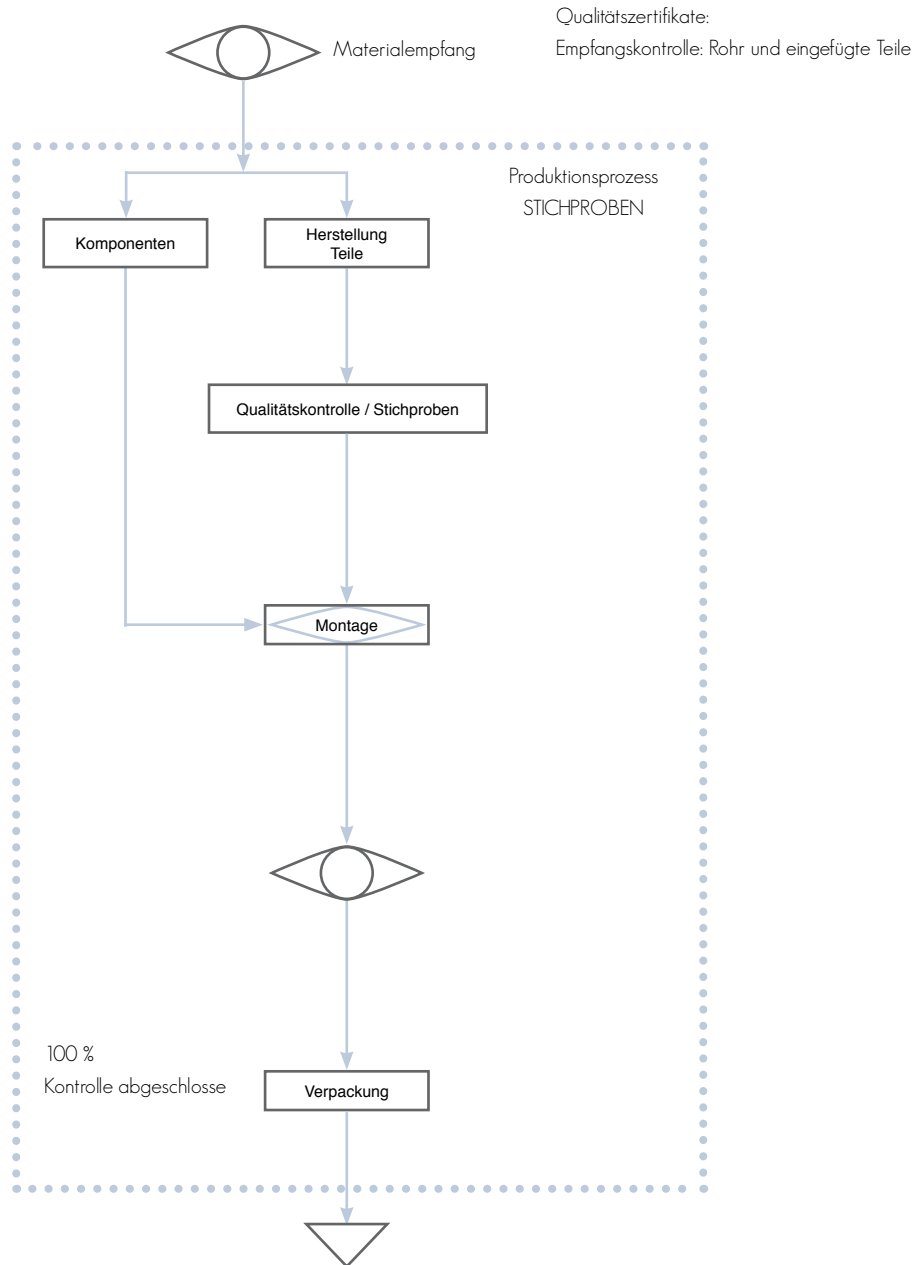 Qualitätszertifikate:
Materialempfang
Empfangskontrolle: Rohr und eingefügte Teile
Produktionsprozess
STICHPROBEN
Komponenten
Herstellung
Teile
Qualitätskontrolle / Stichproben
Montage
100 %
Kontrolle abgeschlosse
Verpackung